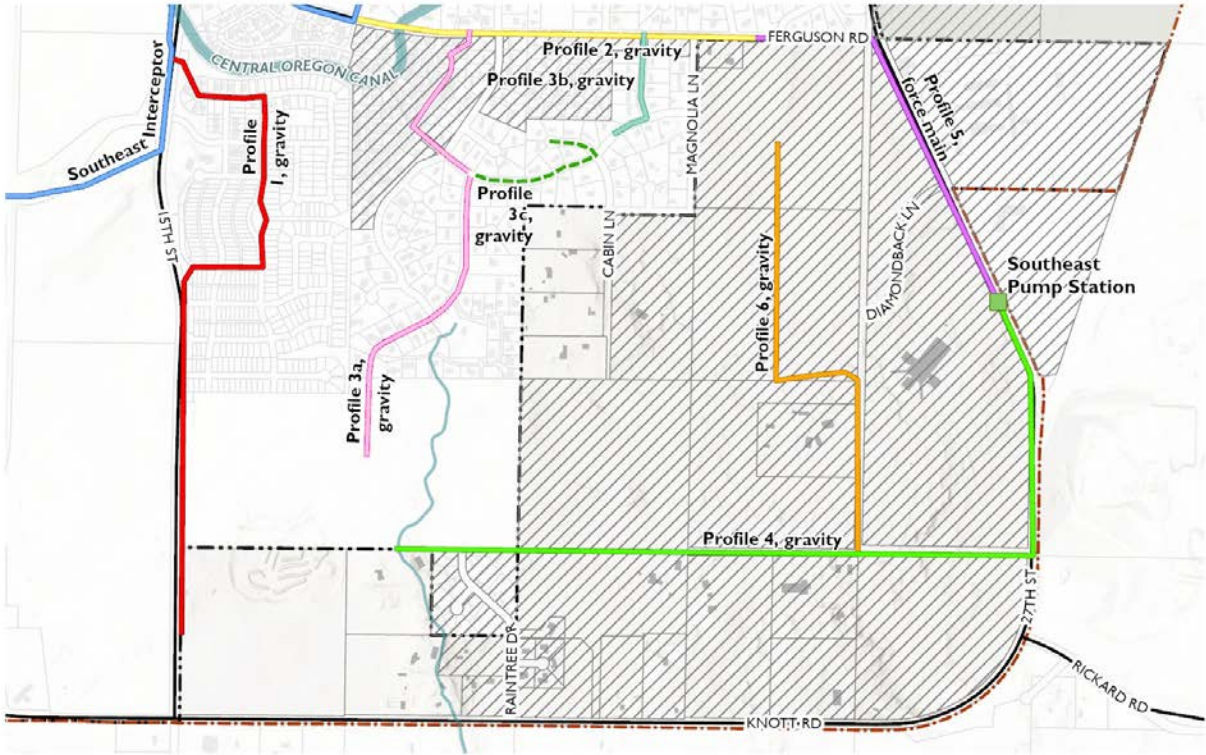 FERGUSON RD
Profile 2, gravity
CENTRAL OREGON CANAL
Profile 3b, gravity
Southeast Interceptor
Profile
1, gravity
Profile 5,
force main
MAGNOLIA LN
Profile
3c,
gravity
15TH ST
CABIN LN
DIAMONDBACK LN
Southeast
Pump Station
Profile 6, gravity
Profile 3a,
gravity
Profile 4, gravity
27TH ST
RAINTREE DR
RICKARD RD
KNOTT RD